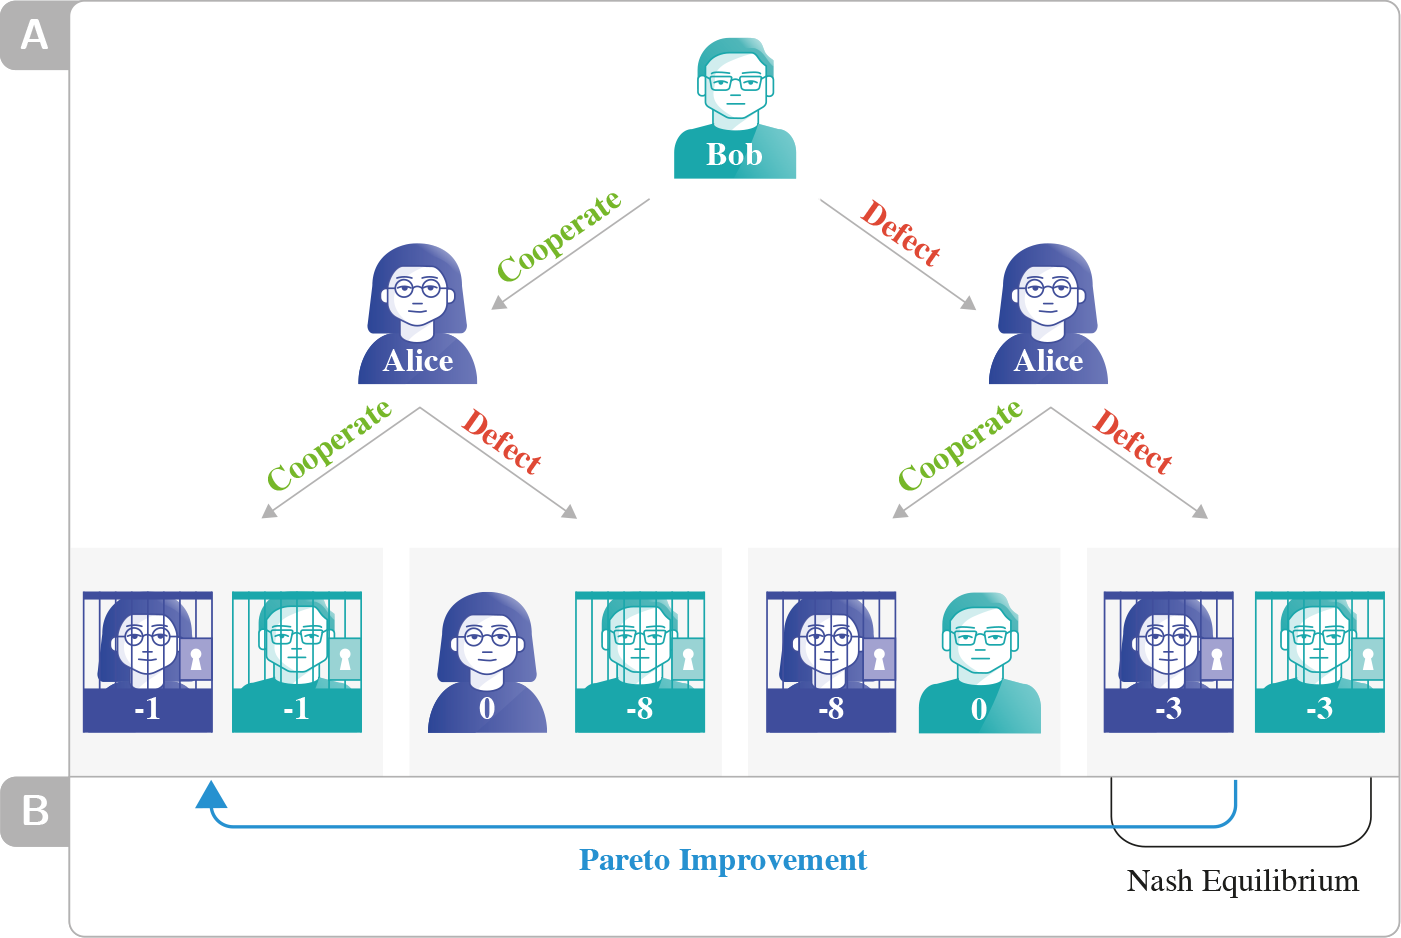 A
Bob
Cooperate
Defect
Alice
Alice
Cooperate
Defect
Cooperate
Defect
-1
-1
0
-8
-8
0
-3
-3
B
Pareto Improvement
Nash Equilibrium